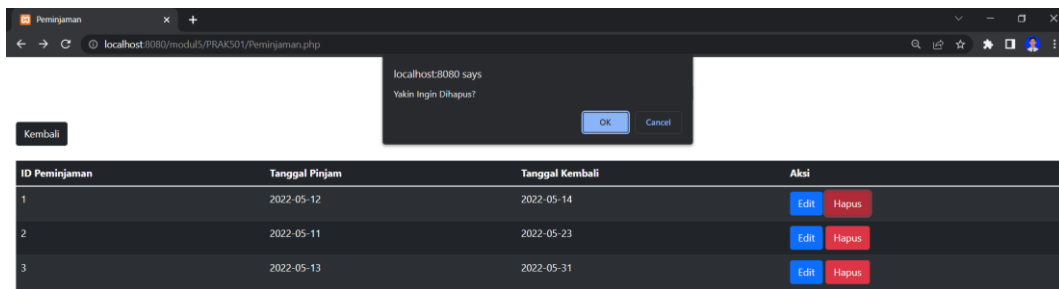 Peminjaman
localhost:8080/modul5/PRAK501/Peminjaman.php
localhost:8080 says
Yakin Ingin Dihapus?
OK Cancel
Kembali
ID Peminjaman Tanggal Pinjam Tanggal Kembali Aksi
1 2022-05-12 2022-05-14 Edit Hapus
2 2022-05-11 2022-05-23 Edit Hapus
3 2022-05-13 2022-05-31 Edit Hapus